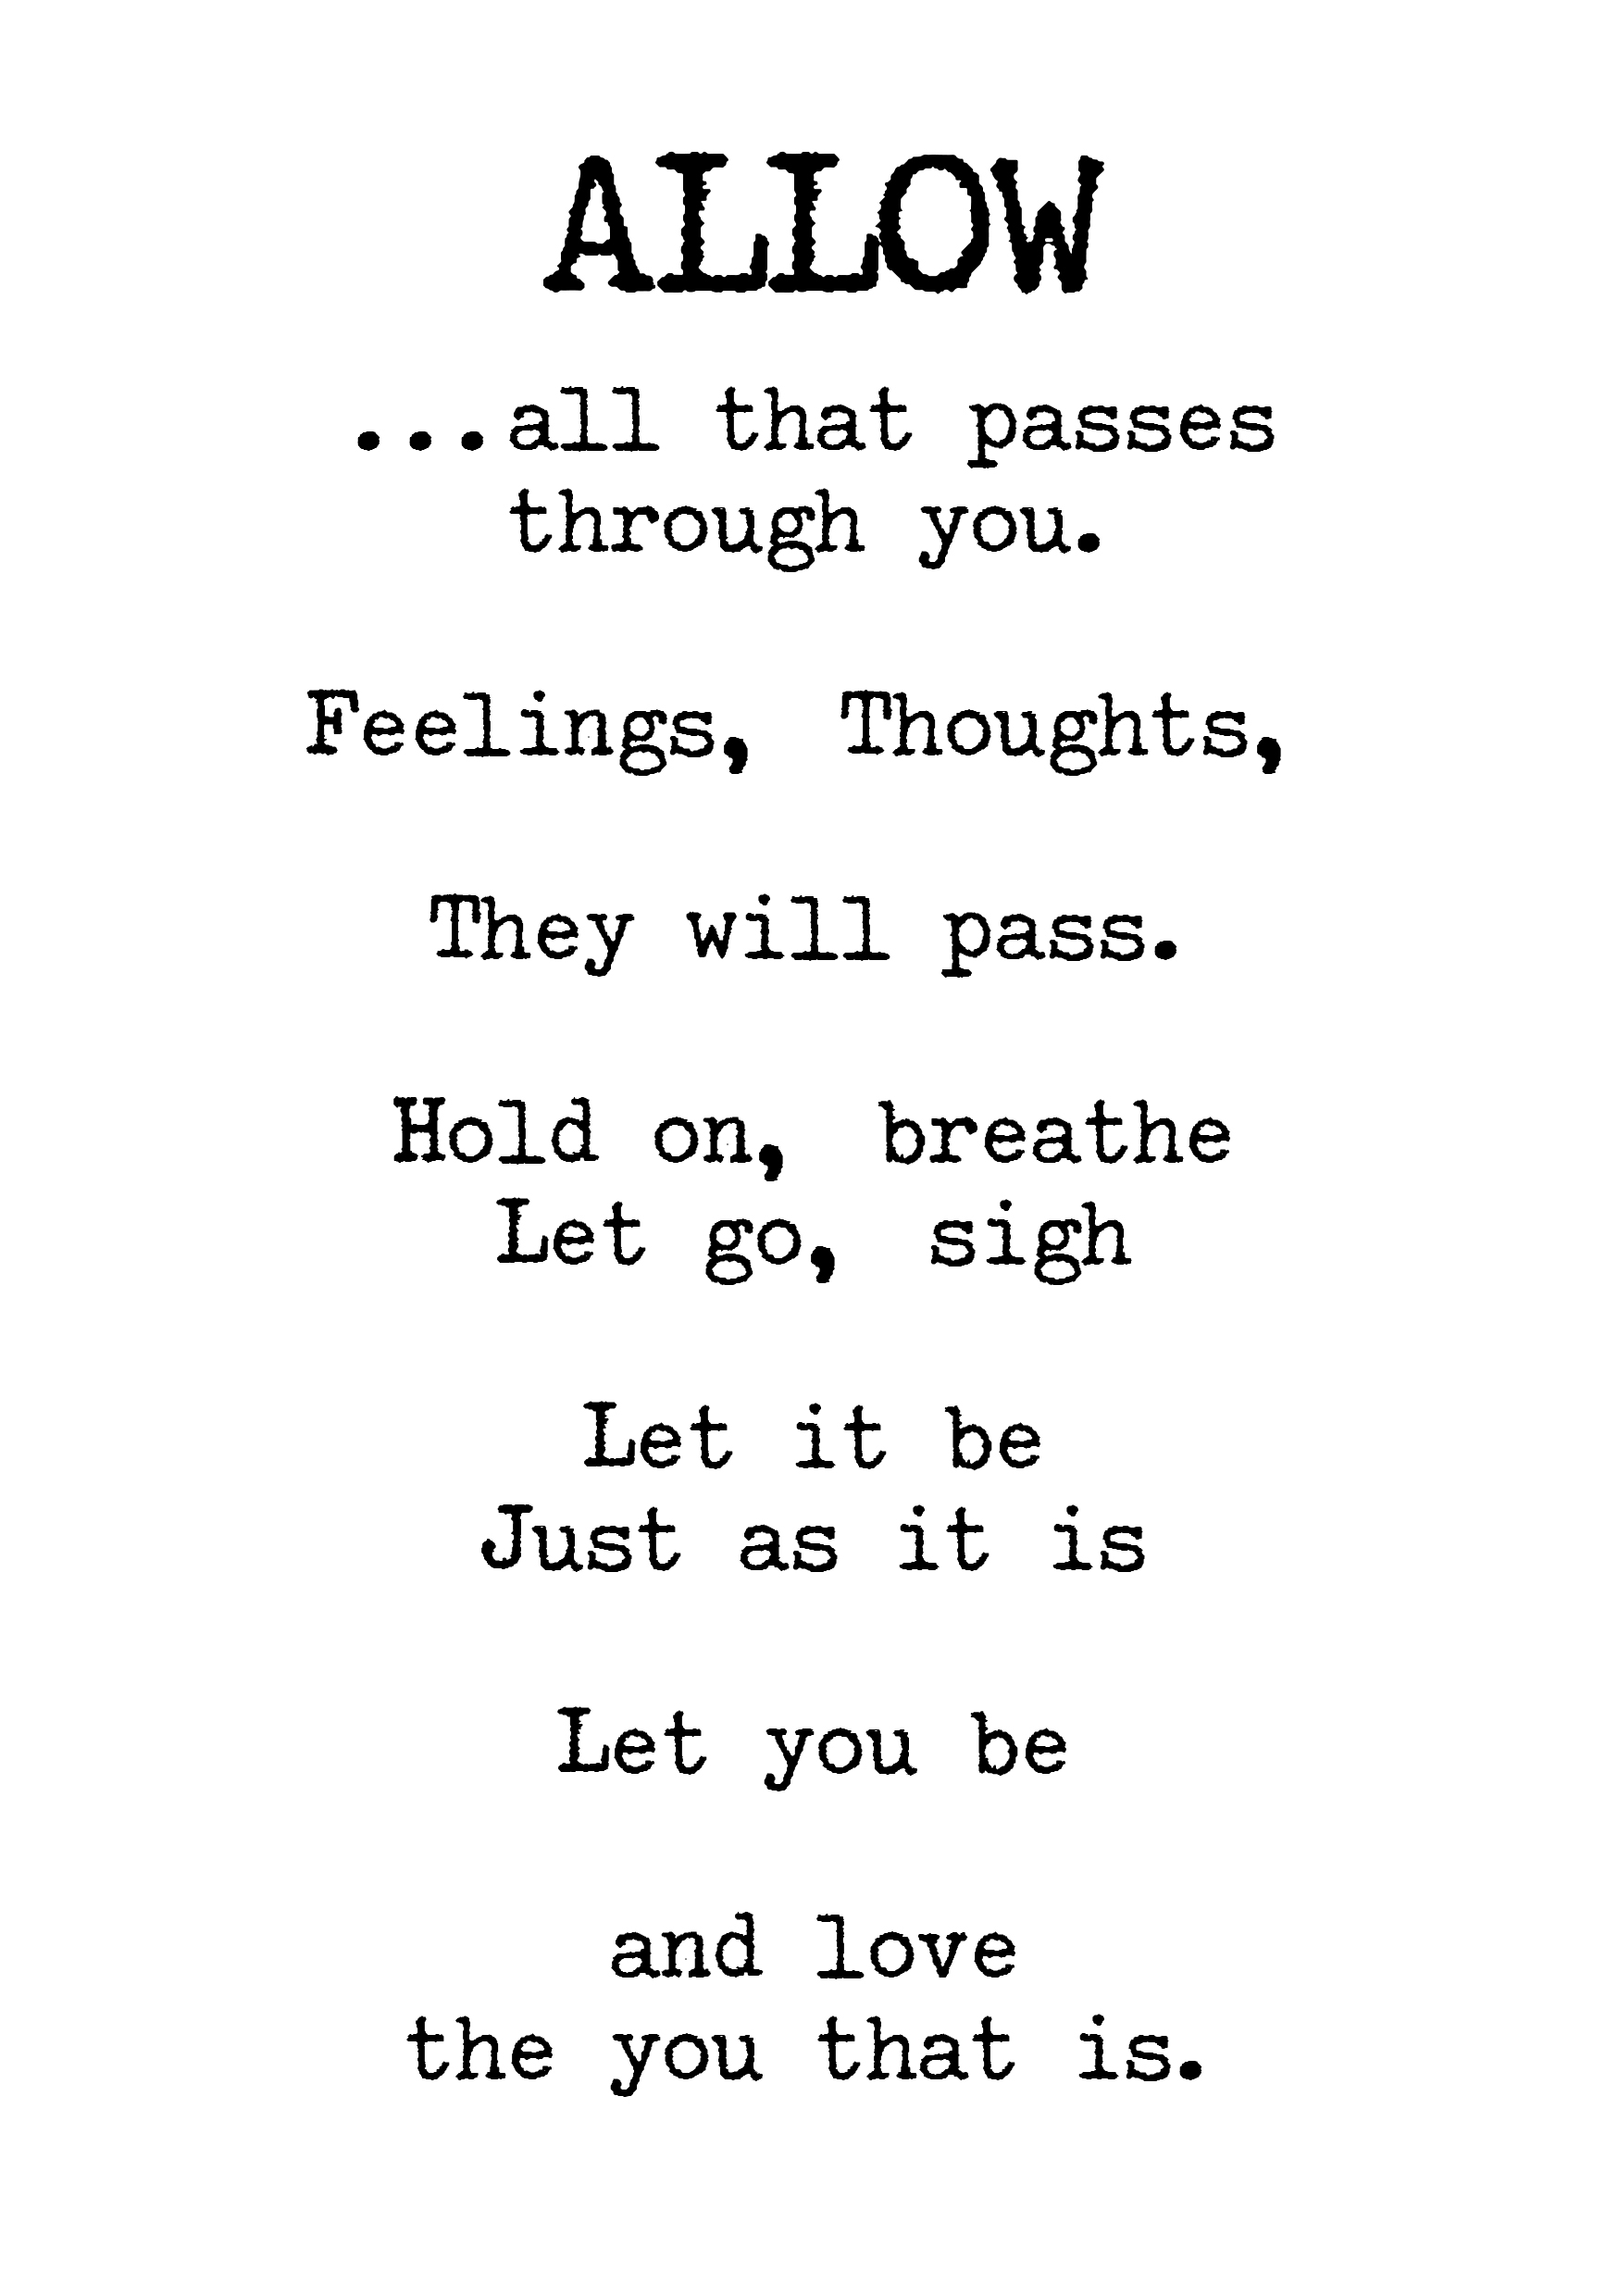 ALLOW
...all that passes
through you.
Feelings, Thoughts,
They will pass.
Hold on, breathe
Let go, sigh
Let it be
Just as it is
Let you be
and love
the you that is.